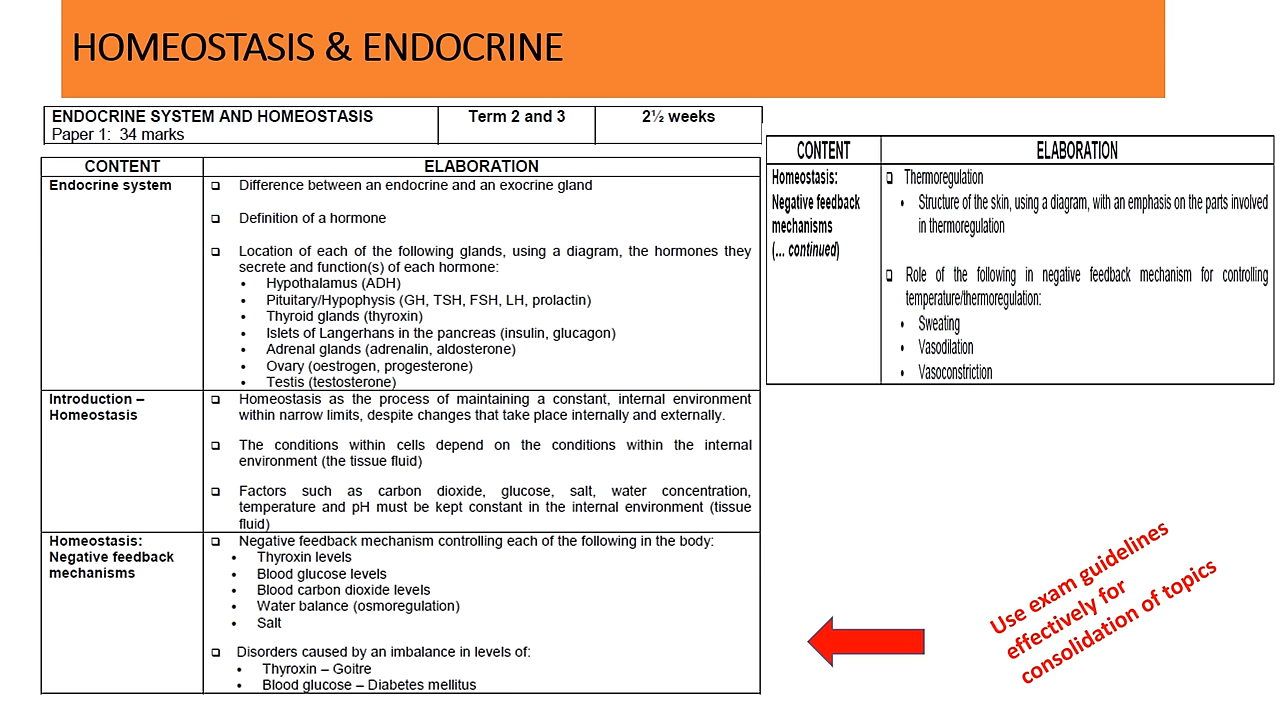 HOMEOSTASIS & ENDOCRINE
ENDOCRINE SYSTEM AND HOMEOSTASIS
Paper 1: 34 marks
Term 2 and 3
2½ weeks
CONTENT
ELABORATION
Endocrine system
❑ Difference between an endocrine and an exocrine gland
❑ Definition of a hormone
❑ Location of each of the following glands, using a diagram, the hormones they
secrete and function(s) of each hormone:
• Hypothalamus (ADH)
• Pituitary/Hypophysis (GH, TSH, FSH, LH, prolactin)
• Thyroid glands (thyroxin)
• Islets of Langerhans in the pancreas (insulin, glucagon)
• Adrenal glands (adrenalin, aldosterone)
• Ovary (oestrogen, progesterone)
• Testis (testosterone)
Introduction –
Homeostasis
❑ Homeostasis as the process of maintaining a constant, internal environment
within narrow limits, despite changes that take place internally and externally.
❑ The conditions within cells depend on the conditions within the internal
environment (the tissue fluid)
❑ Factors such as carbon dioxide, glucose, salt, water concentration,
temperature and pH must be kept constant in the internal environment (tissue
fluid)
Homeostasis:
Negative feedback
mechanisms
❑ Negative feedback mechanism controlling each of the following in the body:
• Thyroxin levels
• Blood glucose levels
• Blood carbon dioxide levels
• Water balance (osmoregulation)
• Salt
❑ Disorders caused by an imbalance in levels of:
• Thyroxin – Goitre
• Blood glucose – Diabetes mellitus
CONTENT
ELABORATION
Homeostasis:
Negative feedback
mechanisms
(... continued)
❑ Thermoregulation
• Structure of the skin, using a diagram, with an emphasis on the parts involved
in thermoregulation
❑ Role of the following in negative feedback mechanism for controlling
temperature/thermoregulation:
• Sweating
• Vasodilation
• Vasoconstriction
Use exam guidelines
effectively for
consolidation of topics